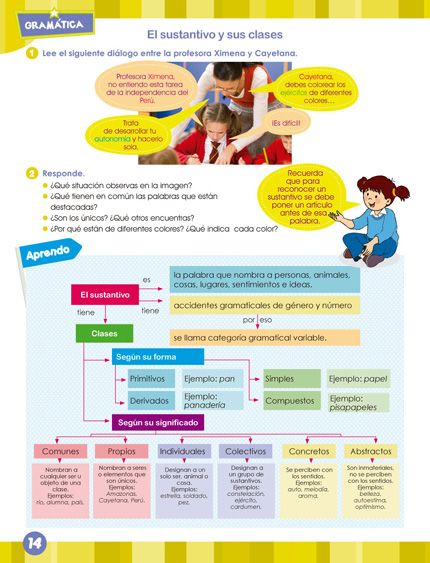 GRAMÁTICA
El sustantivo y sus clases
1 Lee el siguiente diálogo entre la profesora Ximena y Cayetana.
Profesora Ximena,
no entiendo esta tarea
de la independencia del
Perú.
Cayetana,
debes colorear los
ejércitos de diferentes
colores...
Trata
de desarrollar tu
autonomía y hacerlo
sola.
¡Es difícil!
2 Responde.
¿Qué situación observas en la imagen?
¿Qué tienen en común las palabras que están
destacadas?
¿Son los únicos? ¿Qué otros encuentras?
¿Por qué están de diferentes colores? ¿Qué indica cada color?
Recuerda
que para
reconocer un
sustantivo se debe
poner un artículo
antes de esa
palabra.
Aprendo
El sustantivo
es
la palabra que nombra a personas, animales,
cosas, lugares, sentimientos e ideas.
tiene
tiene
accidentes gramaticales de género y número
por eso
se llama categoría gramatical variable.
Clases
Según su forma
Primitivos
Ejemplo: pan
Simples
Ejemplo: papel
Derivados
Ejemplo:
panadería
Compuestos
Ejemplo:
pisapapeles
Según su significado
Comunes
Propios
Individuales
Colectivos
Concretos
Abstractos
Nombran a
cualquier ser u
objeto de una
clase.
Ejemplos:
río, alumna, país.
Nombran a seres
o elementos que
son únicos.
Ejemplos:
Amazonas,
Cayetana, Perú.
Designan a un
solo ser, animal o
cosa.
Ejemplos:
estrella, soldado,
pez.
Designan a
un grupo de
sustantivos.
Ejemplos:
constelación,
ejército,
cardumen.
Se perciben con
los sentidos.
Ejemplos:
auto, melodía,
aroma.
Son inmateriales,
no se perciben
con los sentidos.
Ejemplos:
belleza,
autoestima,
optimismo.
14